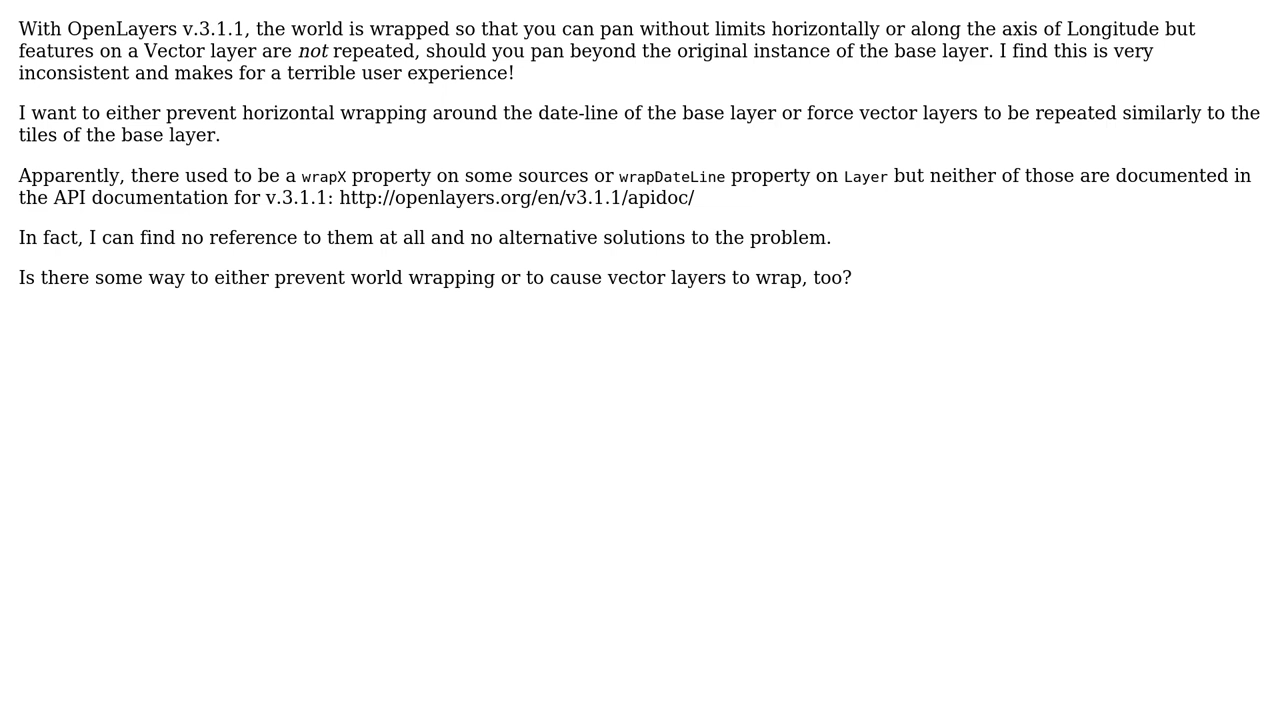 With OpenLayers v.3.1.1, the world is wrapped so that you can pan without limits horizontally or along the axis of Longitude but
features on a Vector layer are not repeated, should you pan beyond the original instance of the base layer. I find this is very
inconsistent and makes for a terrible user experience!
I want to either prevent horizontal wrapping around the date-line of the base layer or force vector layers to be repeated similarly to the
tiles of the base layer.
Apparently, there used to be a wrapX property on some sources or wrapDateLine property on Layer but neither of those are documented in
the API documentation for v.3.1.1: http://openlayers.org/en/v3.1.1/apidoc/
In fact, I can find no reference to them at all and no alternative solutions to the problem.
Is there some way to either prevent world wrapping or to cause vector layers to wrap, too?